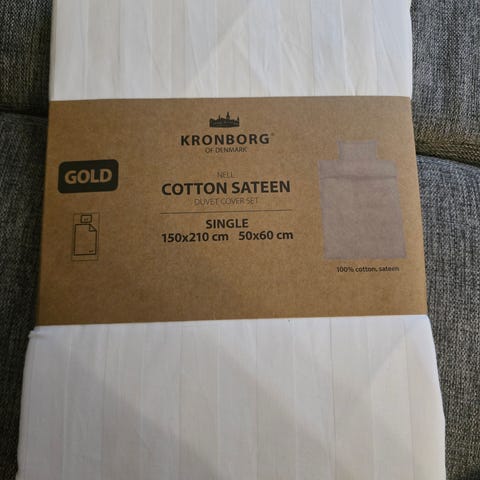 KRONBORG®
OF DENMARK
GOLD
NELL
COTTON SATEEN
DUVET COVER SET
SINGLE
150x210 cm 50x60 cm
100% cotton, sateen